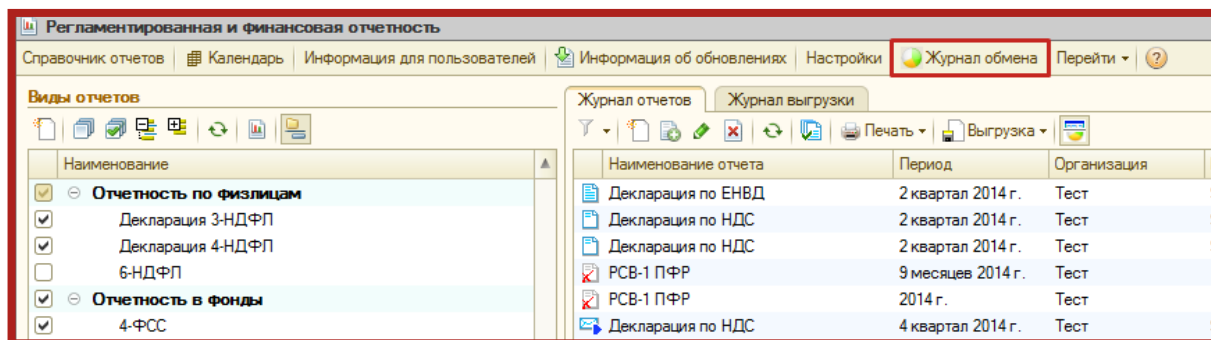 Регламентированная и финансовая отчетность
Справочник отчетов Календарь Информация для пользователей Информация об обновлениях Настройки Журнал обмена Перейти ?
Виды отчетов
Журнал отчетов Журнал выгрузки
Печать Выгрузка
Наименование
Наименование отчета Период Организация
Отчетность по физлицам
Декларация по ЕНВД 2 квартал 2014 г. Тест
Декларация 3-НДФЛ
Декларация по НДС 2 квартал 2014 г. Тест
Декларация 4-НДФЛ
Декларация по НДС 2 квартал 2014 г. Тест
6-НДФЛ
РСВ-1 ПФР 9 месяцев 2014 г. Тест
Отчетность в фонды
РСВ-1 ПФР 2014 г. Тест
4-ФСС
Декларация по НДС 4 квартал 2014 г. Тест